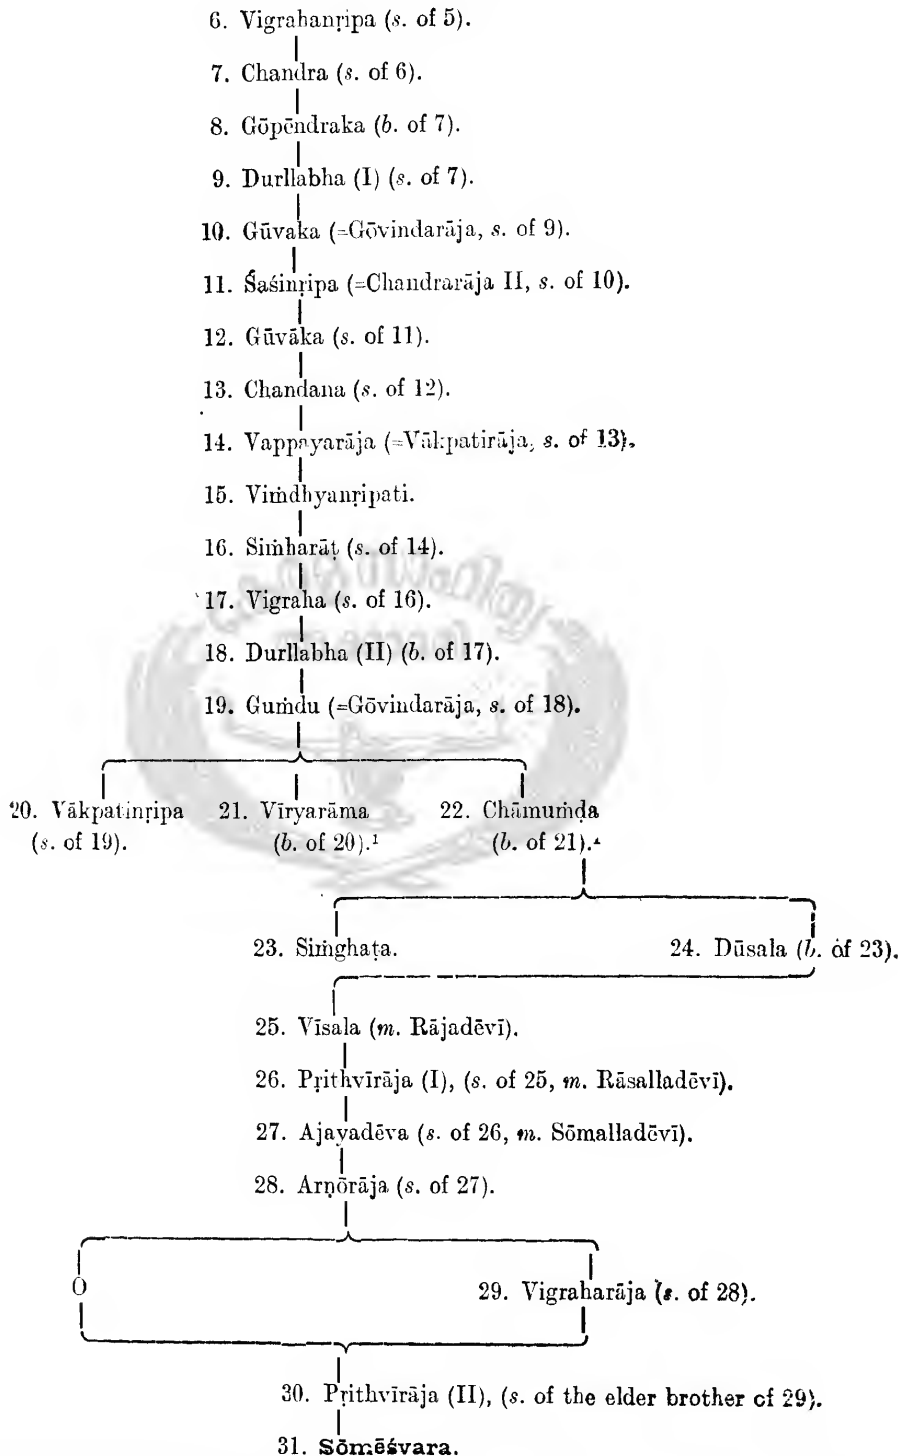 6. Vigrahanṛipa (s. of 5).
7. Chandra (s. of 6).
8. Gōpēndraka (b. of 7).
9. Durllabha (I) (s. of 7).
10. Gūvaka (=Gōvindarāja, s. of 9).
11. Śaśinṛipa (=Chandrarāja II, s. of 10).
12. Gūvāka (s. of 11).
13. Chandana (s. of 12).
14. Vappayarāja (=Vākpatirāja, s. of 13).
15. Viṁdhyanṛipati.
16. Siṁharāṭ (s. of 14).
17. Vigraha (s. of 16).
18. Durllabha (II) (b. of 17).
19. Guṁdu (=Gōvindarāja, s. of 18).
20. Vākpatinṛipa 21. Vīryarāma 22. Chāmuṁḍa
(s. of 19). (b. of 20).¹ (b. of 21).
23. Siṁghaṭa. 24. Dūsala (b. of 23).
25. Vīsala (m. Rājadēvī).
26. Pṛithvīrāja (I), (s. of 25, m. Rāsalladēvī).
27. Ajayadēva (s. of 26, m. Sōmalladēvī).
28. Arṇōrāja (s. of 27).
O 29. Vigraharāja (s. of 28).
30. Pṛithvīrāja (II), (s. of the elder brother of 29).
31. Sōmēśvara.